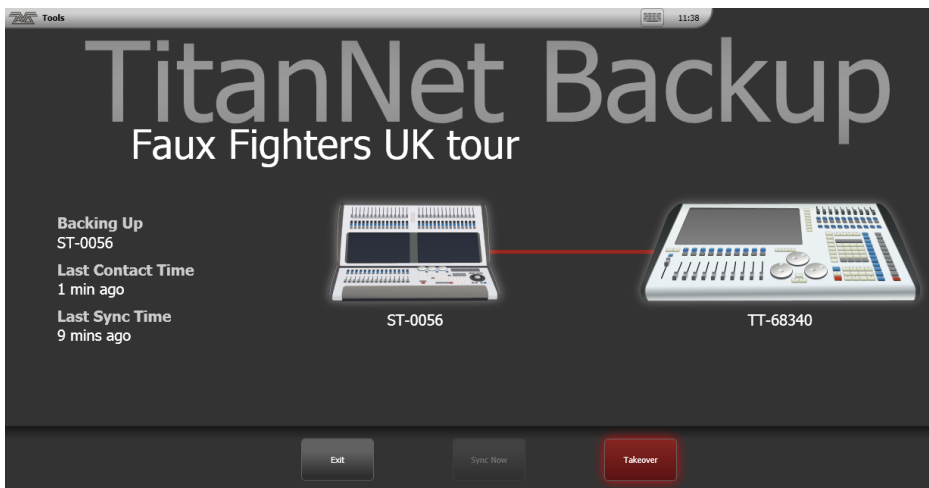 Tools
11:38
TitanNet Backup
Faux Fighters UK tour
Backing Up
ST-0056
Last Contact Time
1 min ago
Last Sync Time
9 mins ago
ST-0056
TT-68340
Exit
Sync Now
Takeover